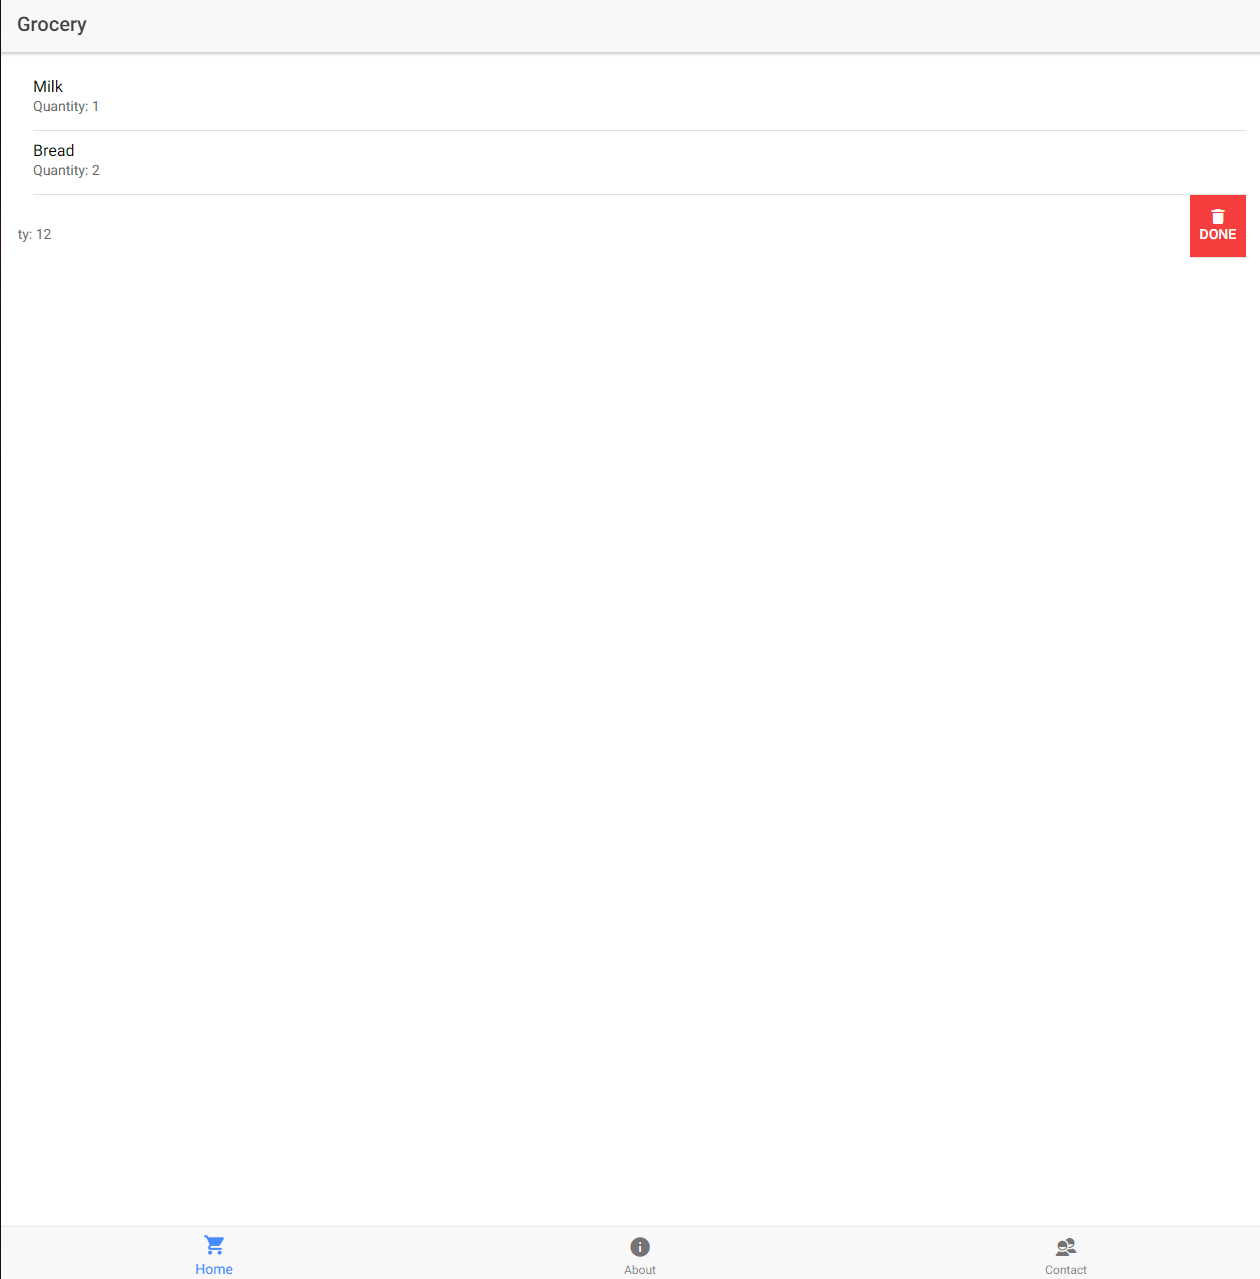 Grocery
Milk
Quantity: 1
Bread
Quantity: 2
ty: 12
DONE
Home
About
Contact